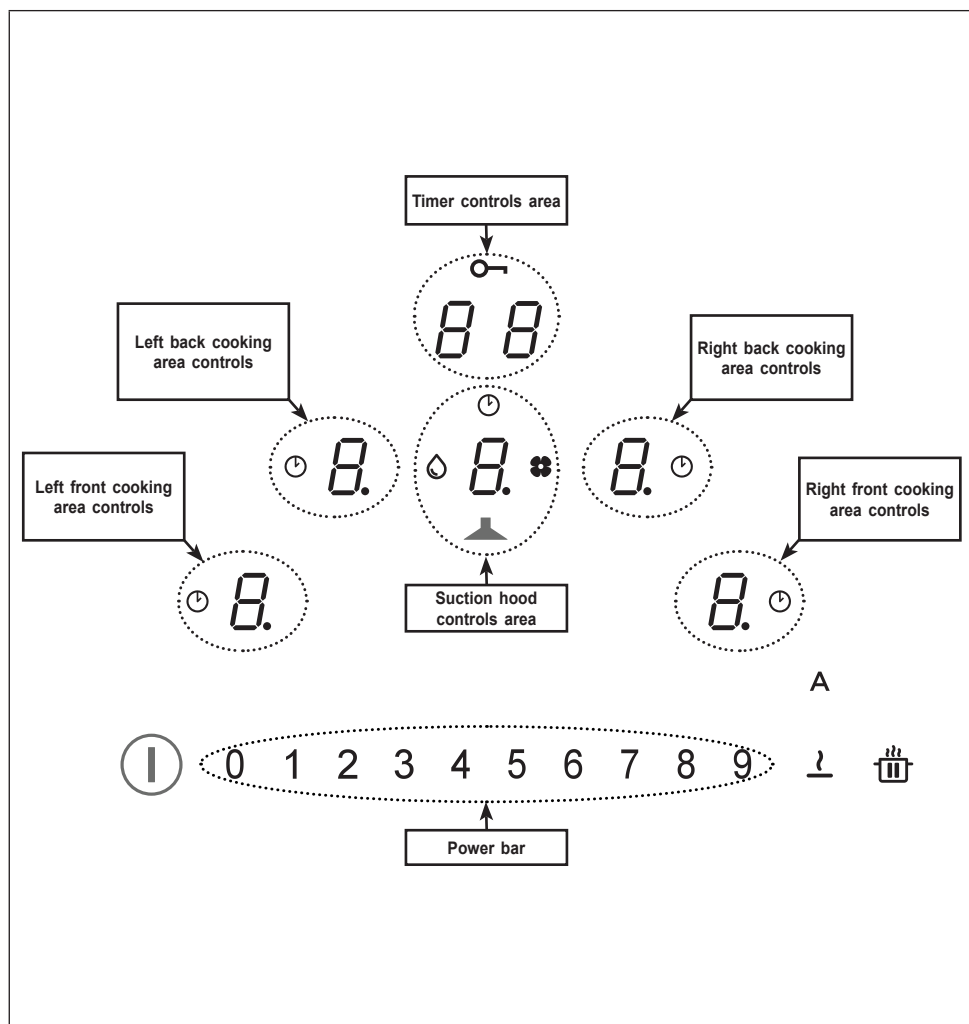 Timer controls area
8 8
Left back cooking
area controls
Right back cooking
area controls
8.
8.
8.
Left front cooking
area controls
Right front cooking
area controls
8.
8.
Suction hood
controls area
A
0 1 2 3 4 5 6 7 8 9
Power bar